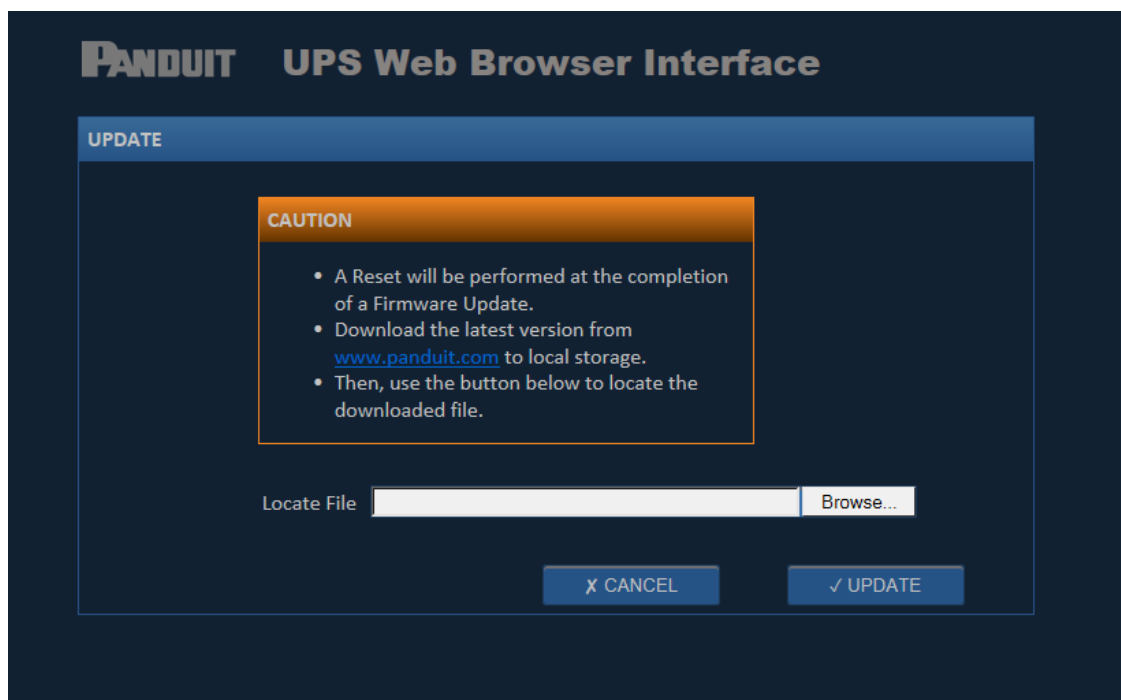 PANDUIT UPS Web Browser Interface
UPDATE
CAUTION
• A Reset will be performed at the completion
of a Firmware Update.
• Download the latest version from
www.panduit.com to local storage.
• Then, use the button below to locate the
downloaded file.
Locate File Browse...
✗ CANCEL ✓ UPDATE